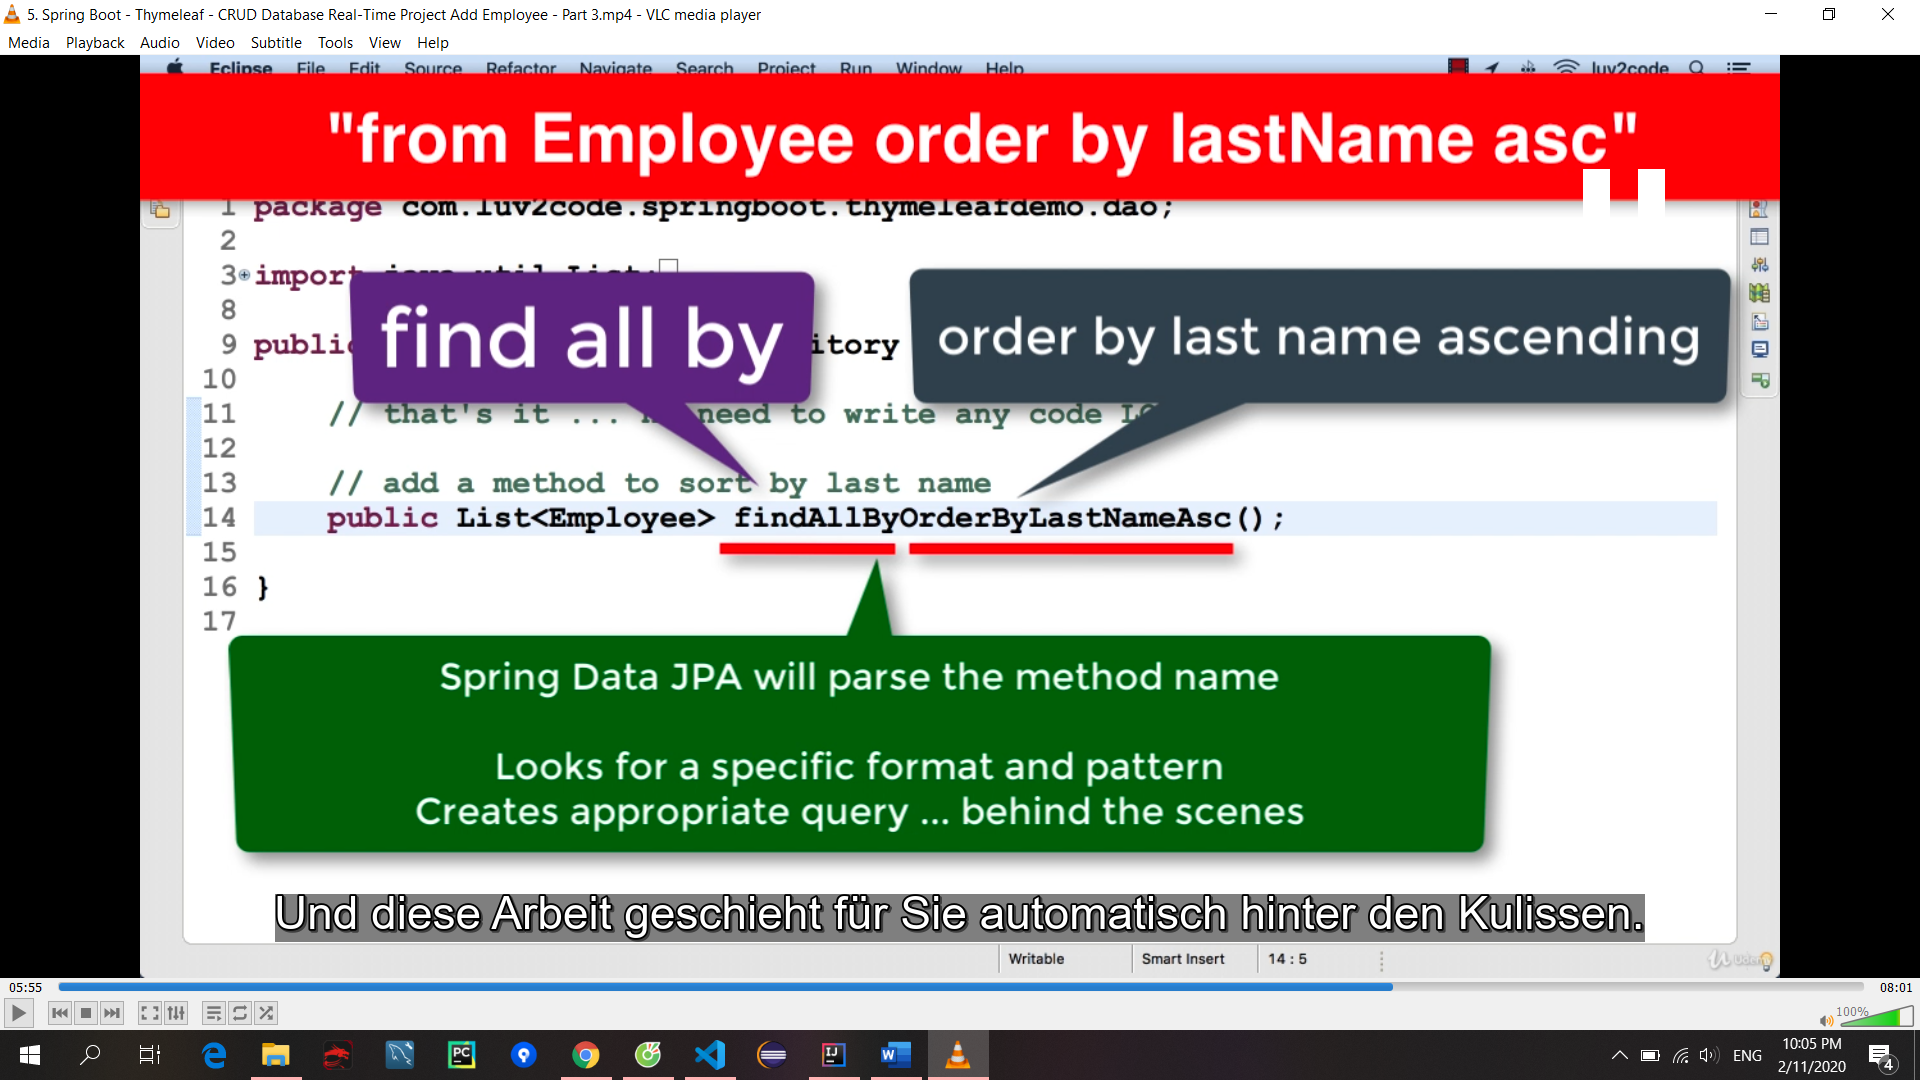 5. Spring Boot - Thymeleaf - CRUD Database Real-Time Project Add Employee - Part 3.mp4 - VLC media player
Media Playback Audio Video Subtitle Tools View Help
Eclipse File Edit Source Refactor Navigate Search Project Run Window Help luv2code
"from Employee order by lastName asc"
"
1 package com.luv2code.springboot.thymeleafdemo.dao;
2
3 import java.util.List;
8
find all by
order by last name ascending
9 public itory
10
11 // that's it ... need to write any code
12
13 // add a method to sort by last name
14 public List<Employee> findAllByOrderByLastNameAsc();
15
16 }
17
Spring Data JPA will parse the method name
Looks for a specific format and pattern
Creates appropriate query ... behind the scenes
Und diese Arbeit geschieht für Sie automatisch hinter den Kulissen.
Writable Smart Insert 14 : 5
Udemy
05:55 08:01
100%
ENG 10:05 PM
2/11/2020 4